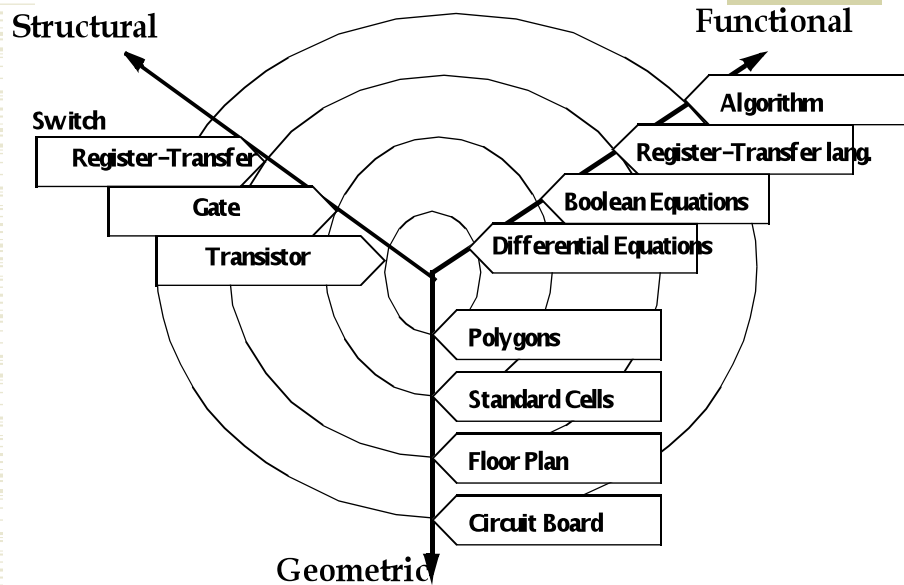 Structural
Functional
Algorithm
Switch
Register-Transfer
Register-Transfer lang.
Gate
Boolean Equations
Transistor
Differential Equations
Polygons
Standard Cells
Floor Plan
Circuit Board
Geometric